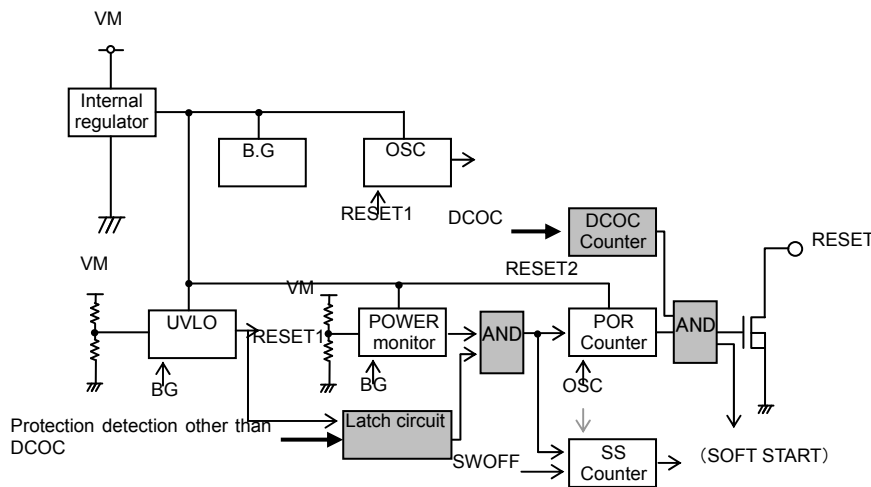 VM
Internal
regulator
B.G
OSC
RESET1
DCOC
DCOC
Counter
RESET
VM
RESET2
VM
UVLO
RESET1
POWER
monitor
AND
POR
Counter
AND
BG
BG
OSC
Protection detection other than
DCOC
Latch circuit
SWOFF
SS
Counter
(SOFT START)